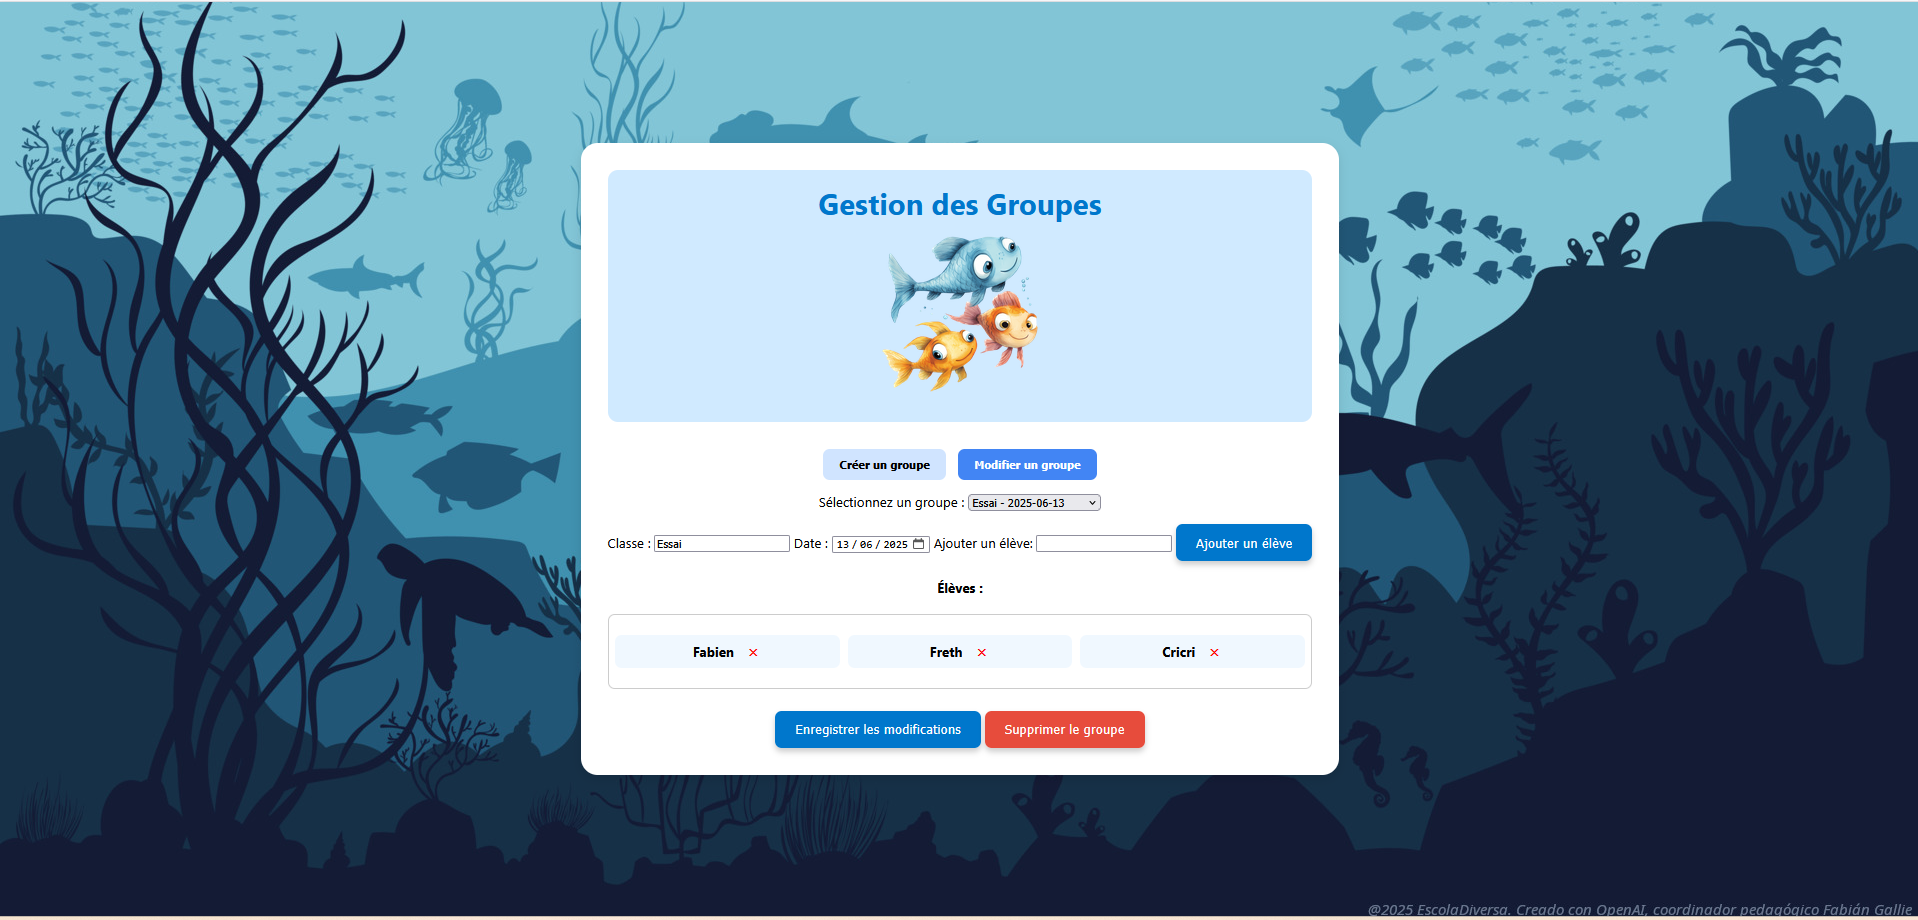 Gestion des Groupes
Créer un groupe Modifier un groupe
Sélectionnez un groupe : Essai - 2025-06-13
Classe : Essai Date : 13 / 06 / 2025 Ajouter un élève: Ajouter un élève
Élèves :
Fabien × Freth × Cricri ×
Enregistrer les modifications Supprimer le groupe
@2025 EscolaDiversa. Creado con OpenAI, coordinador pedagógico Fabián Gallie